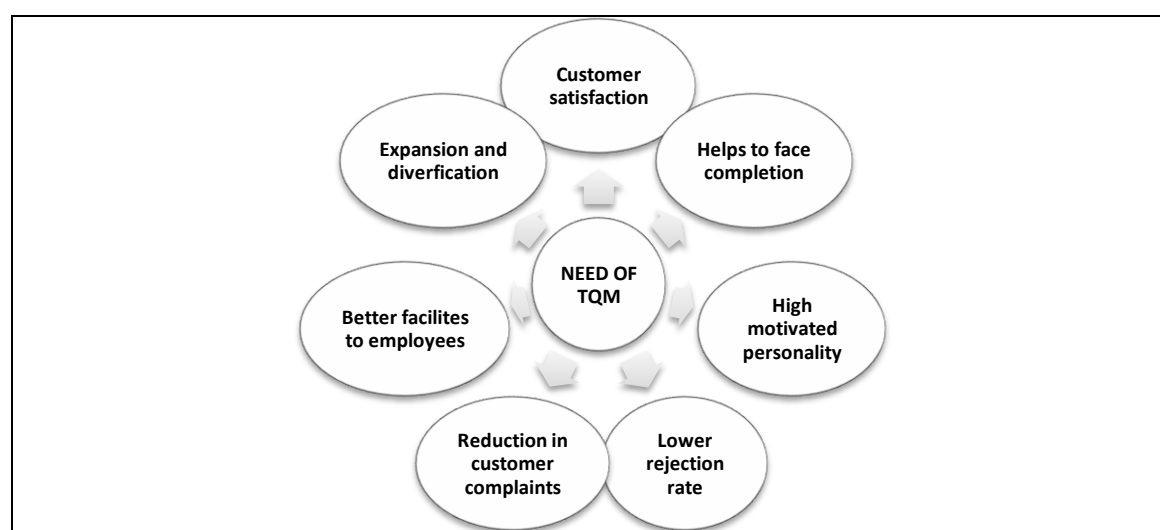 Customer
satisfaction
Expansion and
diverfication
Helps to face
completion
NEED OF
TQM
Better facilites
to employees
High
motivated
personality
Reduction in
customer
complaints
Lower
rejection
rate